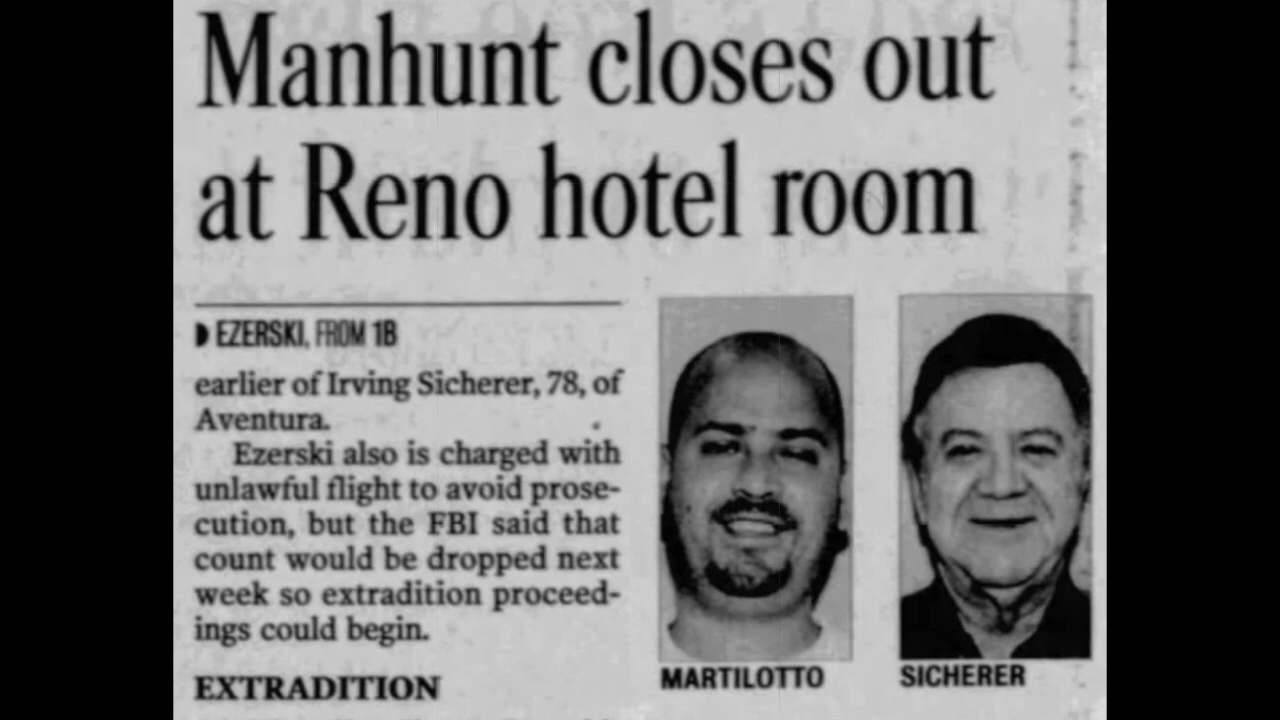 Manhunt closes out
at Reno hotel room
EZERSKI, FROM 1B
earlier of Irving Sicherer, 78, of
Aventura.
Ezerski also is charged with
unlawful flight to avoid prose-
cution, but the FBI said that
count would be dropped next
week so extradition proceed-
ings could begin.
EXTRADITION
MARTILOTTO
SICHERER